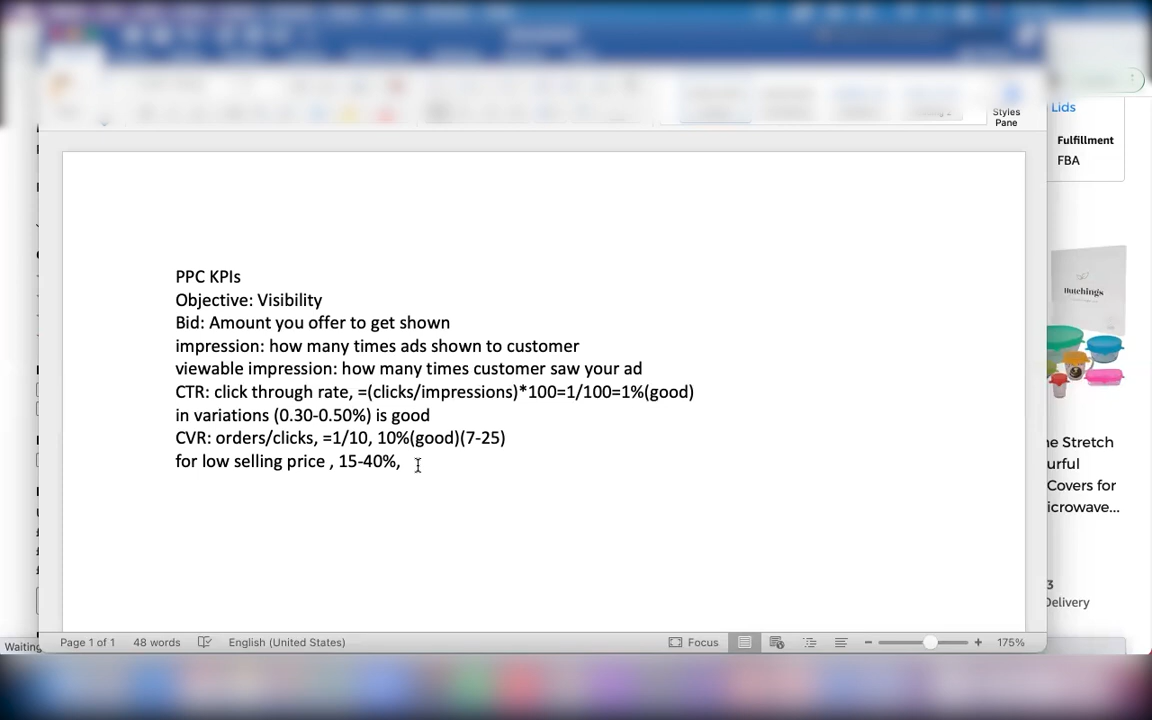 Styles
Pane
Lids
Fulfillment
FBA
PPC KPIs
Objective: Visibility
Bid: Amount you offer to get shown
impression: how many times ads shown to customer
viewable impression: how many times customer saw your ad
CTR: click through rate, =(clicks/impressions)*100=1/100=1%(good)
in variations (0.30-0.50%) is good
CVR: orders/clicks, =1/10, 10%(good)(7-25)
for low selling price , 15-40%,
Hutchings
ne Stretch
urful
Covers for
icrowave...
3
Delivery
Waiting
Page 1 of 1 48 words English (United States) Focus 175%